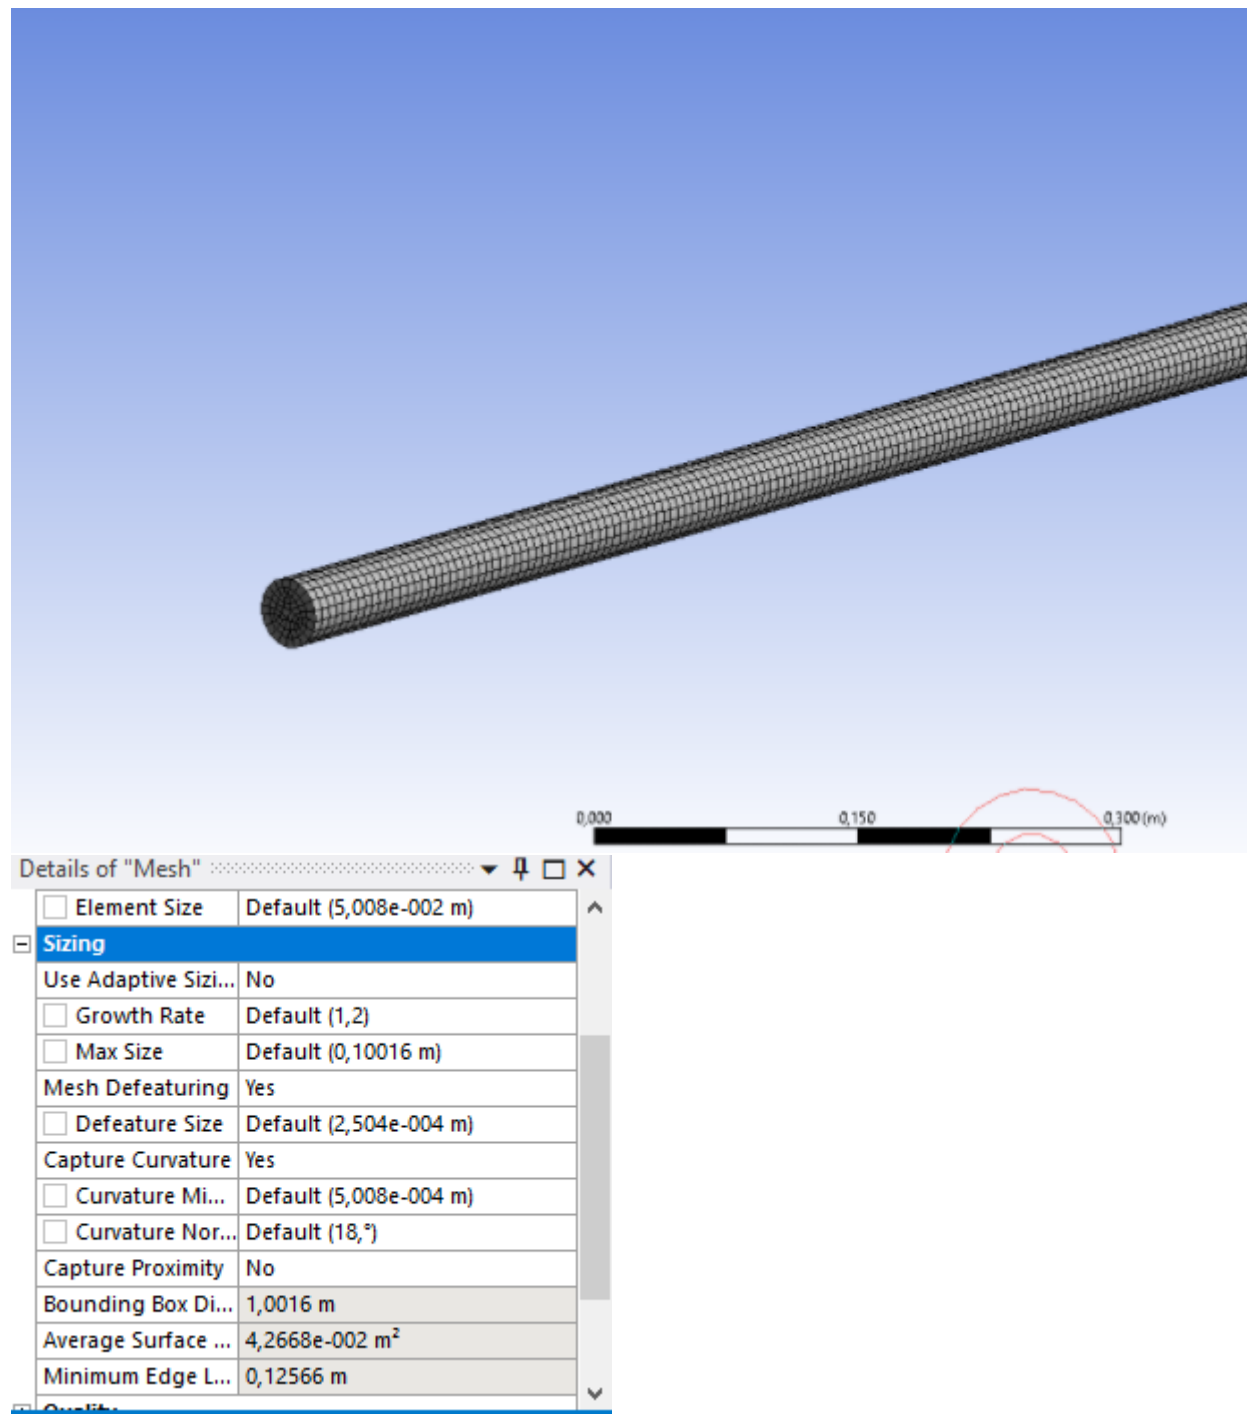 0,000 0,150 0,300 (m)
Details of "Mesh"
Element Size Default (5,008e-002 m)
Sizing
Use Adaptive Sizi... No
Growth Rate Default (1,2)
Max Size Default (0,10016 m)
Mesh Defeaturing Yes
Defeature Size Default (2,504e-004 m)
Capture Curvature Yes
Curvature Mi... Default (5,008e-004 m)
Curvature Nor... Default (18,°)
Capture Proximity No
Bounding Box Di... 1,0016 m
Average Surface ... 4,2668e-002 m²
Minimum Edge L... 0,12566 m
Quality